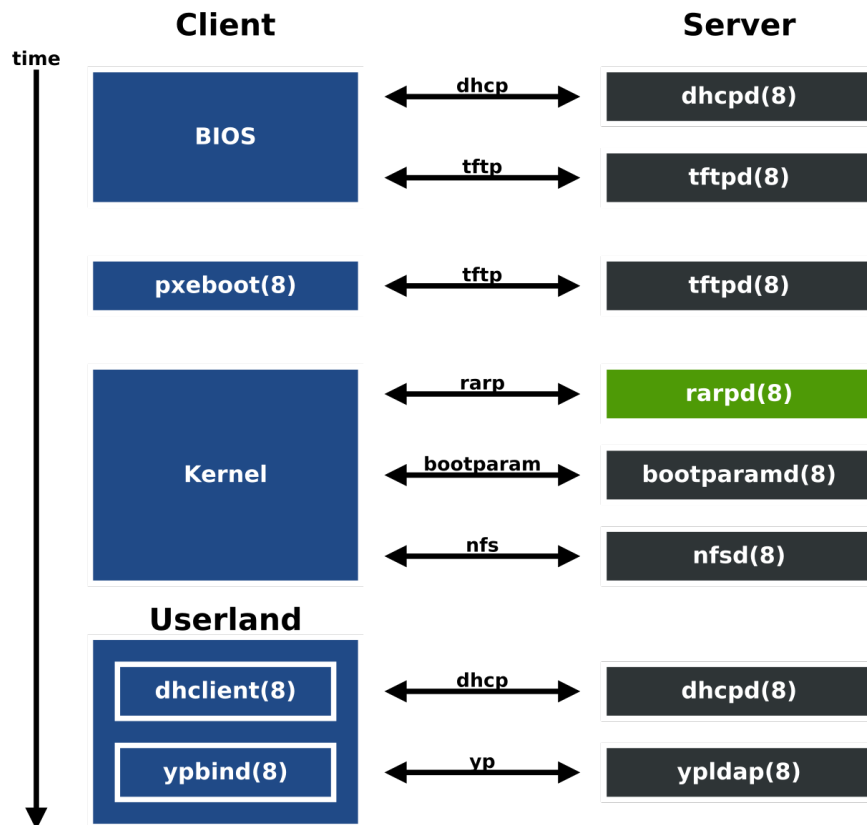 Client
Server
time
dhcp
dhcpd(8)
BIOS
tftp
tftpd(8)
pxeboot(8)
tftp
tftpd(8)
rarp
rarpd(8)
Kernel
bootparam
bootparamd(8)
nfs
nfsd(8)
Userland
dhclient(8)
dhcp
dhcpd(8)
ypbind(8)
yp
ypldap(8)